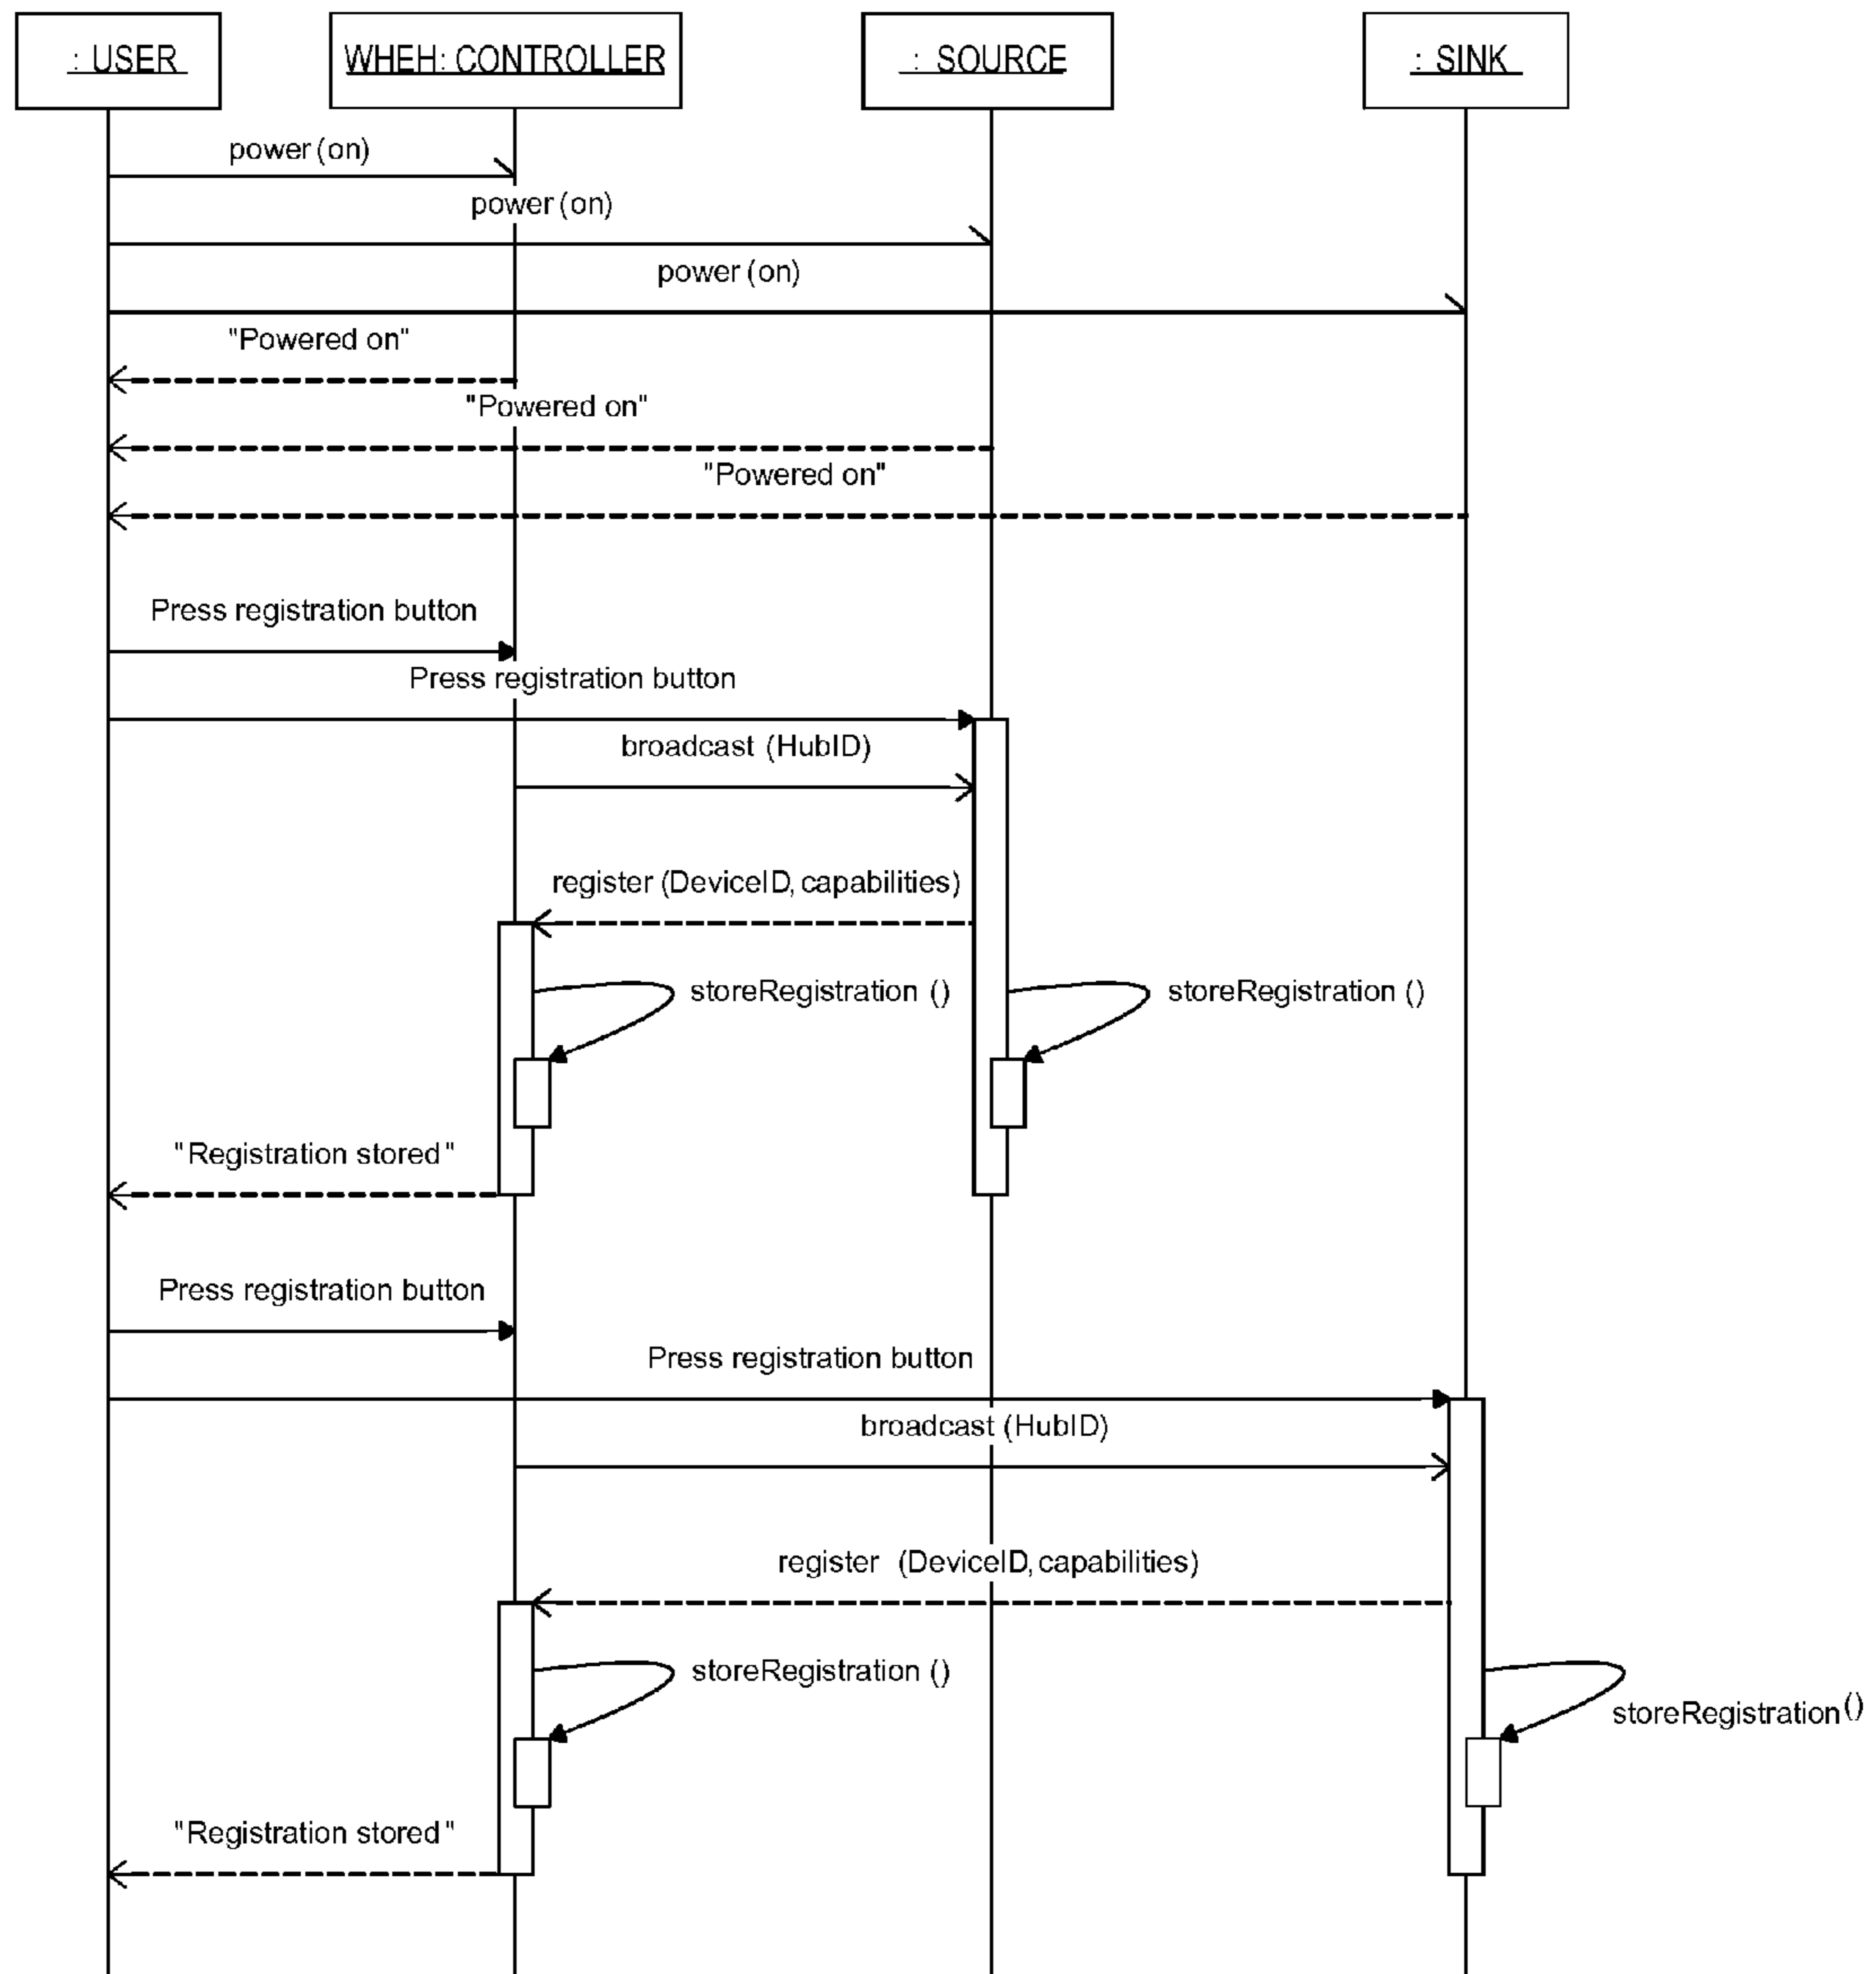 : USER
WHEH: CONTROLLER
: SOURCE
: SINK
power (on)
power (on)
power (on)
"Powered on"
"Powered on"
"Powered on"
Press registration button
Press registration button
broadcast (HubID)
register (DeviceID, capabilities)
storeRegistration ()
storeRegistration ()
"Registration stored"
Press registration button
Press registration button
broadcast (HubID)
register (DeviceID, capabilities)
storeRegistration ()
storeRegistration ()
"Registration stored"